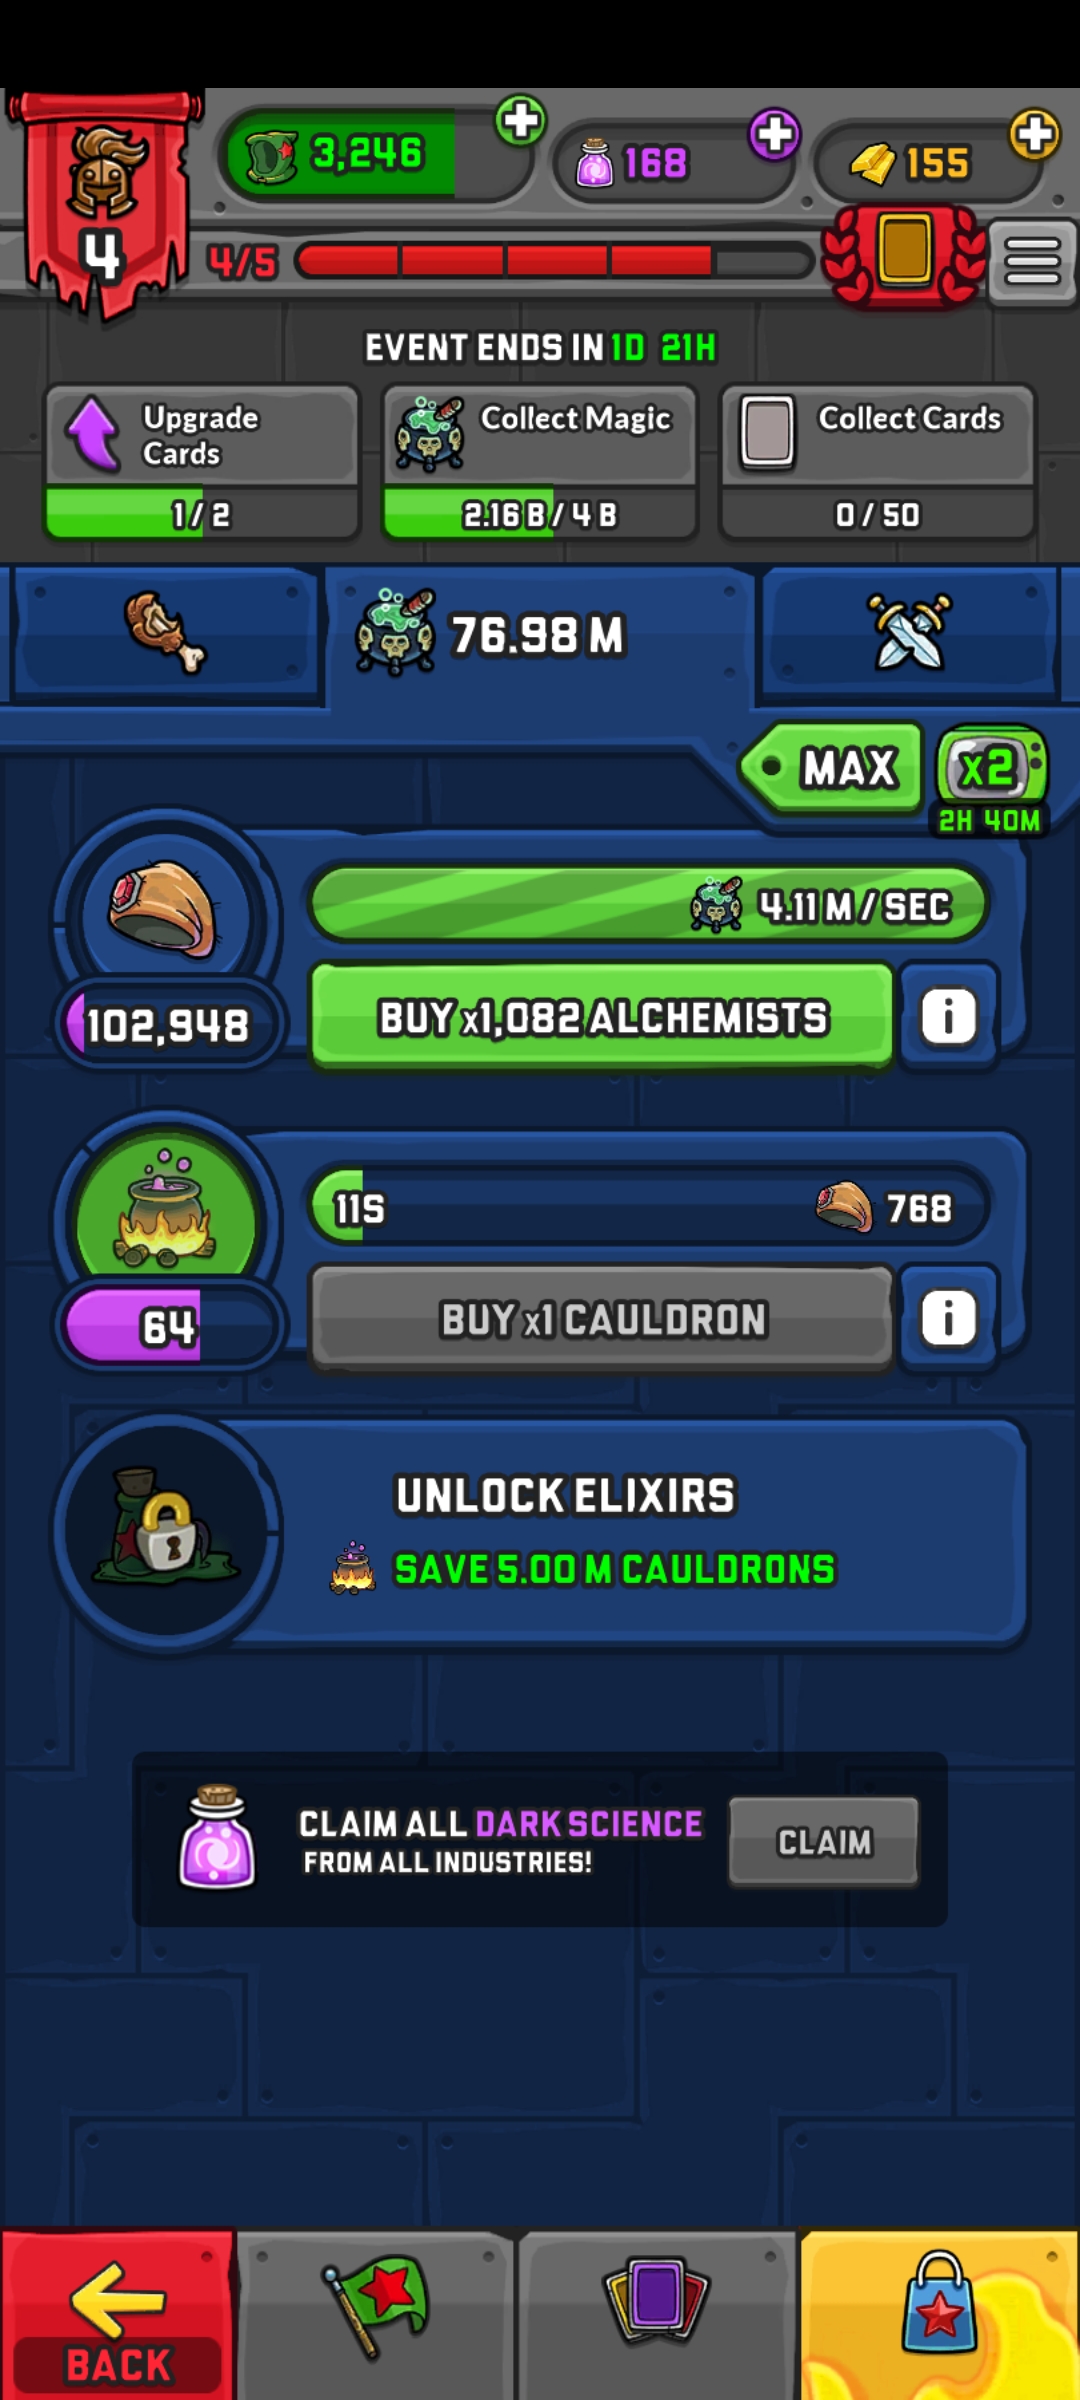 3,246
168
155
4
4/5
EVENT ENDS IN 1D 21H
Upgrade
Cards
1 / 2
Collect Magic
2.16 B / 4 B
Collect Cards
0 / 50
76.98 M
MAX
x2
2H 40M
4.11 M / SEC
102,948
BUY x1,082 ALCHEMISTS
i
11S
768
64
BUY x1 CAULDRON
i
UNLOCK ELIXIRS
SAVE 5.00 M CAULDRONS
CLAIM ALL DARK SCIENCE
FROM ALL INDUSTRIES!
CLAIM
BACK